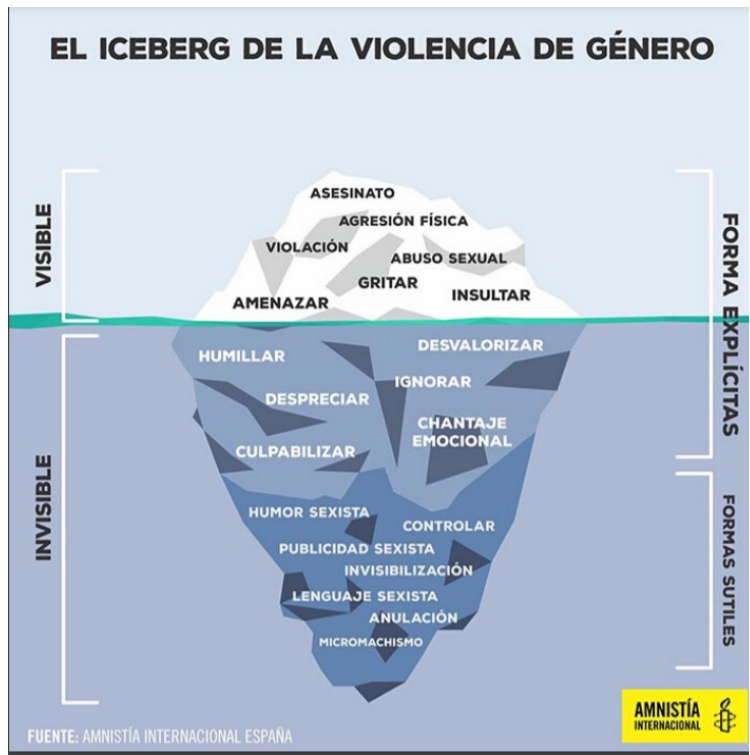 EL ICEBERG DE LA VIOLENCIA DE GÉNERO
VISIBLE
ASESINATO
AGRESIÓN FÍSICA
VIOLACIÓN
ABUSO SEXUAL
GRITAR
INSULTAR
AMENAZAR
FORMA EXPLÍCITAS
INVISIBLE
DESVALORIZAR
HUMILLAR
IGNORAR
DESPRECIAR
CHANTAJE
EMOCIONAL
CULPABILIZAR
FORMAS SUTILES
HUMOR SEXISTA
CONTROLAR
PUBLICIDAD SEXISTA
INVISIBILIZACIÓN
LENGUAJE SEXISTA
ANULACIÓN
MICROMACHISMO
FUENTE: AMNISTÍA INTERNACIONAL ESPAÑA
AMNISTÍA
INTERNACIONAL